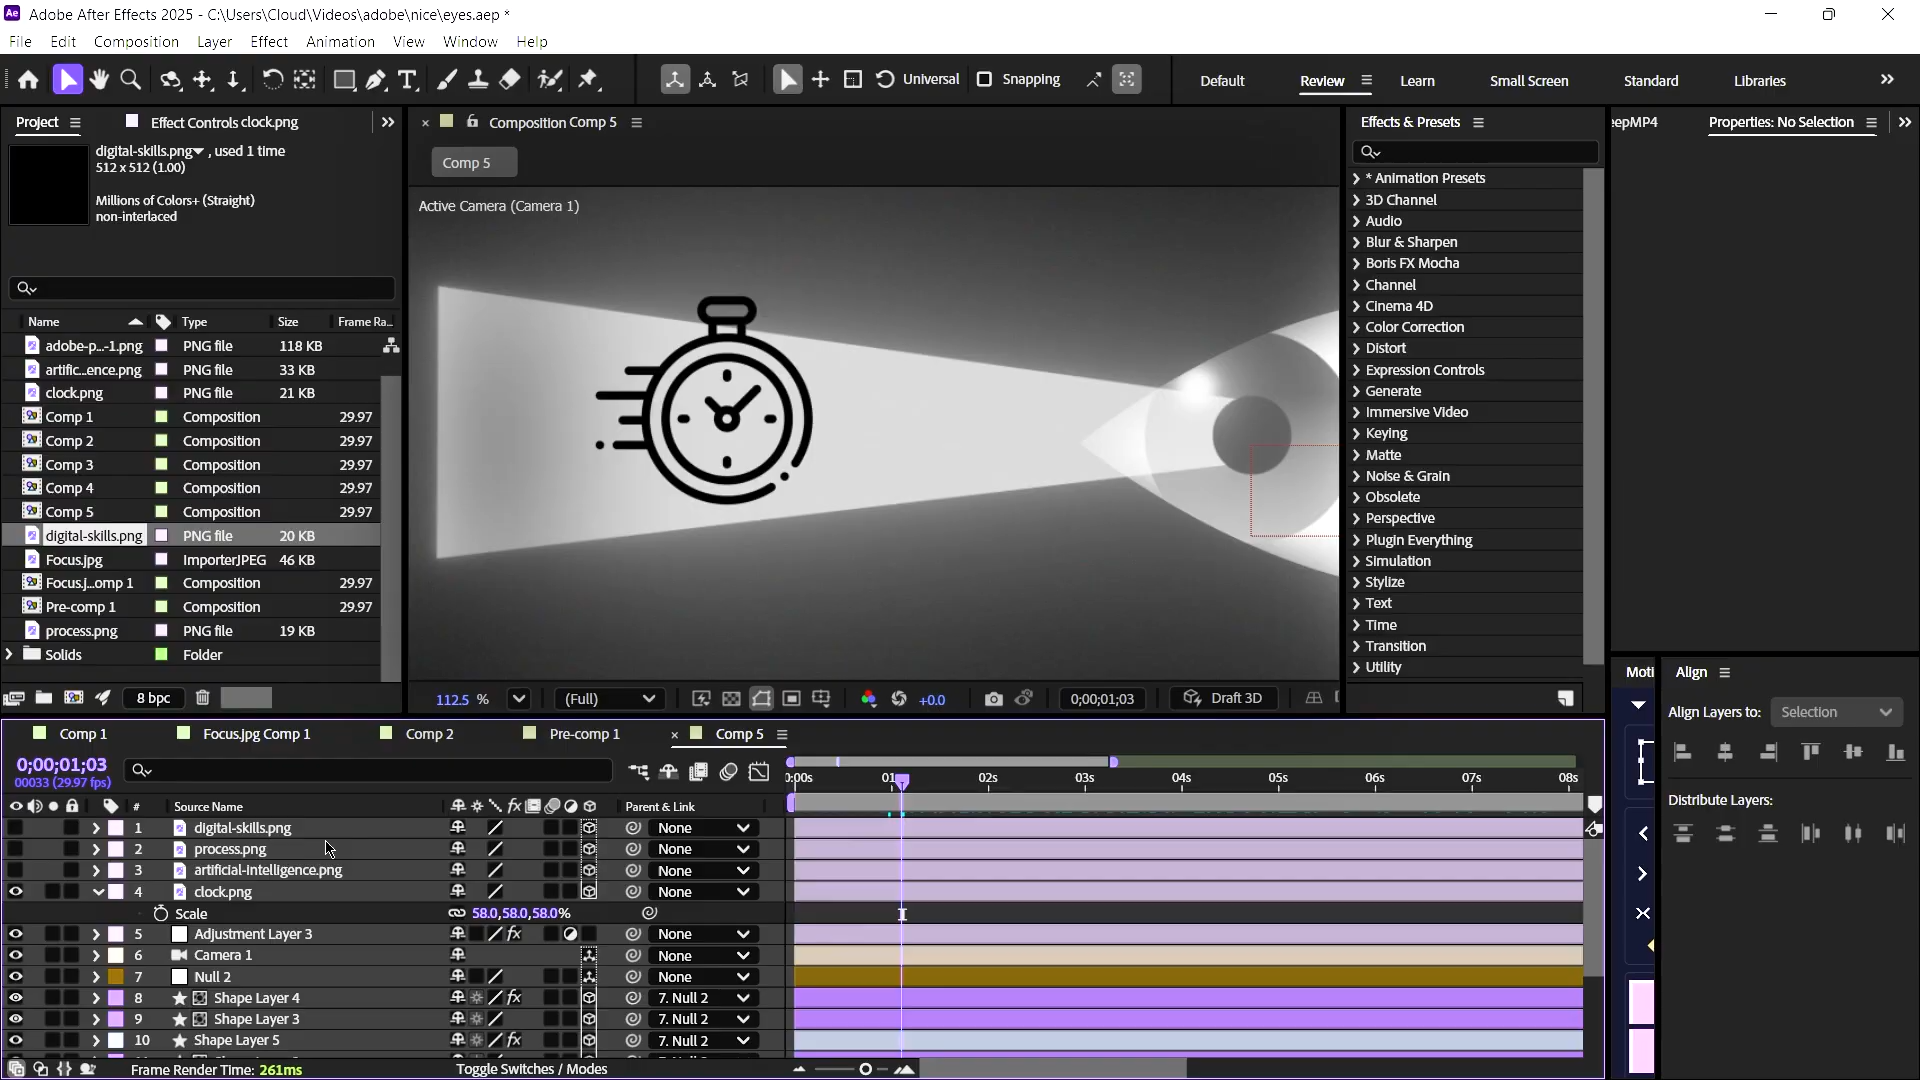 Adobe After Effects 2025 - C:\Users\Cloud\Videos\adobe\nice\eyes.aep *
File Edit Composition Layer Effect Animation View Window Help
Universal Snapping Default Review Learn Small Screen Standard Libraries
Project Effect Controls clock.png
digital-skills.png , used 1 time
512 x 512 (1.00)
Millions of Colors+ (Straight)
non-interlaced
Name Type Size Frame Ra...
adobe-p...-1.png PNG file 118 KB
artific...ence.png PNG file 33 KB
clock.png PNG file 21 KB
Comp 1 Composition 29.97
Comp 2 Composition 29.97
Comp 3 Composition 29.97
Comp 4 Composition 29.97
Comp 5 Composition 29.97
digital-skills.png PNG file 20 KB
Focus.jpg ImporterJPEG 46 KB
Focus.j...omp 1 Composition 29.97
Pre-comp 1 Composition 29.97
process.png PNG file 19 KB
Solids Folder
8 bpc
Composition Comp 5
Comp 5
Active Camera (Camera 1)
112.5 % (Full) +0.0 0;00;01;03 Draft 3D
Effects & Presets
* Animation Presets
3D Channel
Audio
Blur & Sharpen
Boris FX Mocha
Channel
Cinema 4D
Color Correction
Distort
Expression Controls
Generate
Immersive Video
Keying
Matte
Noise & Grain
Obsolete
Perspective
Plugin Everything
Simulation
Stylize
Text
Time
Transition
Utility
eepMP4 Properties: No Selection
Moti Align
Align Layers to: Selection
Distribute Layers:
Comp 1 Focus.jpg Comp 1 Comp 2 Pre-comp 1 Comp 5
0;00;01;03
00033 (29.97 fps)
0:00s 01 02s 03s 04s 05s 06s 07s 08s
# Source Name fx Parent & Link
1 digital-skills.png None
2 process.png None
3 artificial-intelligence.png None
4 clock.png None
Scale 58.0,58.0,58.0%
5 Adjustment Layer 3 fx None
6 Camera 1 None
7 Null 2 None
8 Shape Layer 4 fx 7. Null 2
9 Shape Layer 3 7. Null 2
10 Shape Layer 5 fx 7. Null 2
Frame Render Time: 261ms Toggle Switches / Modes